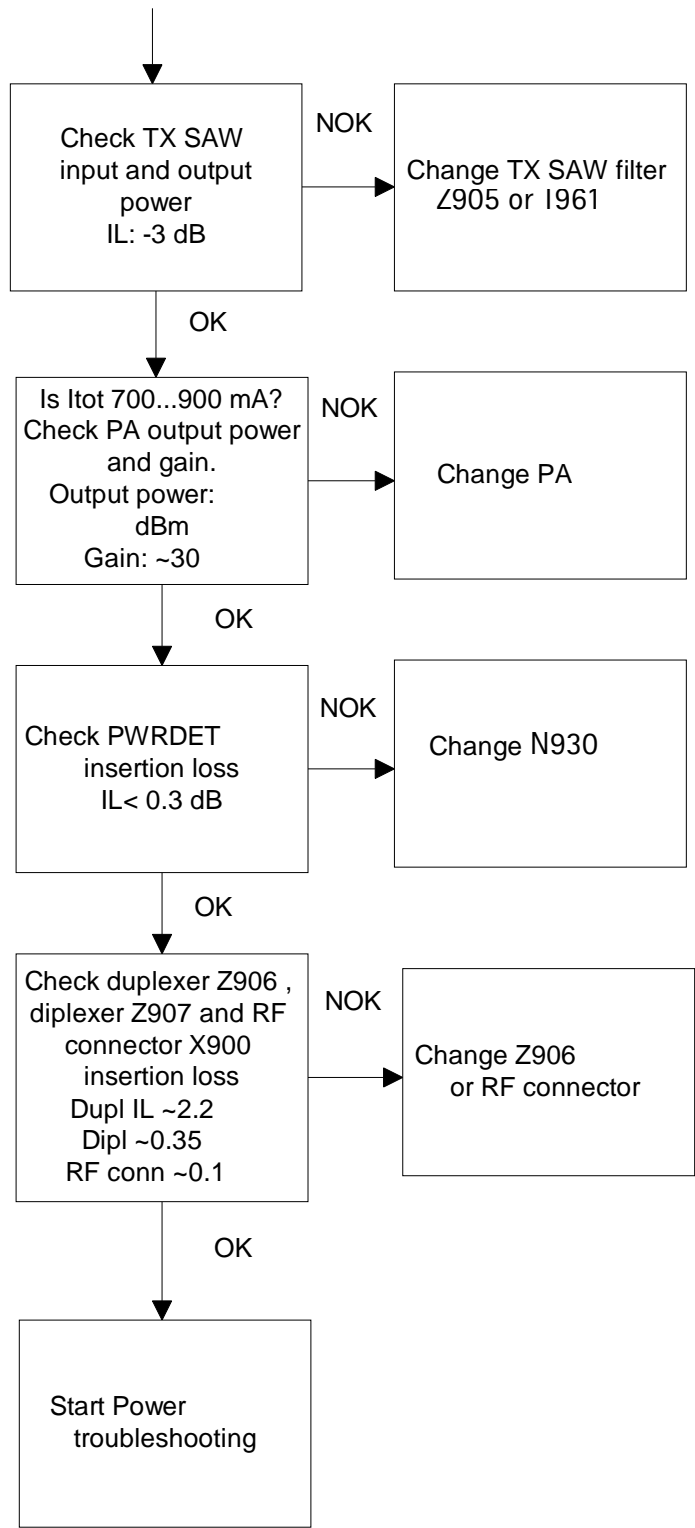 Check TX SAW
input and output
power
IL: -3 dB
NOK
Change TX SAW filter
Z905 or T961
OK
Is Itot 700...900 mA?
Check PA output power
and gain.
Output power:
dBm
Gain: ~30
NOK
Change PA
OK
Check PWRDET
insertion loss
IL< 0.3 dB
NOK
Change N930
OK
Check duplexer Z906 ,
diplexer Z907 and RF
connector X900
insertion loss
Dupl IL ~2.2
Dipl ~0.35
RF conn ~0.1
NOK
Change Z906
or RF connector
OK
Start Power
troubleshooting